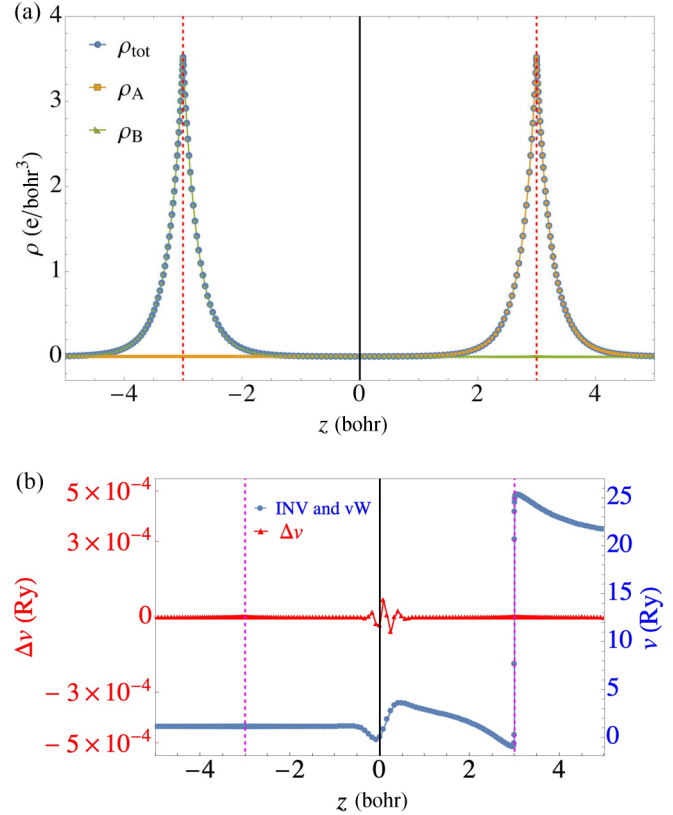 (a)
4
3
2
1
0
ρ (e/bohr³)
ρtot
ρA
ρB
−4
−2
0
2
4
z (bohr)
(b)
5 × 10⁻⁴
3 × 10⁻⁴
0
− 3 × 10⁻⁴
− 5 × 10⁻⁴
Δv (Ry)
INV and vW
Δv
25
20
15
10
5
0
v (Ry)
−4
−2
0
2
4
z (bohr)